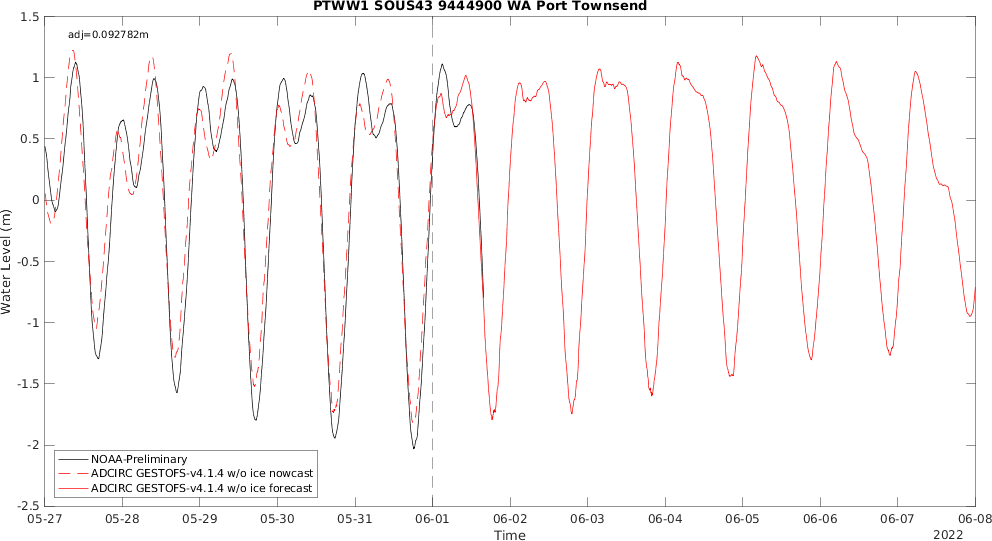 PTWW1 SOUS43 9444900 WA Port Townsend
adj=0.092782m
1.5
1
0.5
0
-0.5
-1
-1.5
-2
-2.5
Water Level (m)
NOAA-Preliminary
ADCIRC GESTOFS-v4.1.4 w/o ice nowcast
ADCIRC GESTOFS-v4.1.4 w/o ice forecast
05-27 05-28 05-29 05-30 05-31 06-01 06-02 06-03 06-04 06-05 06-06 06-07 06-08
Time
2022